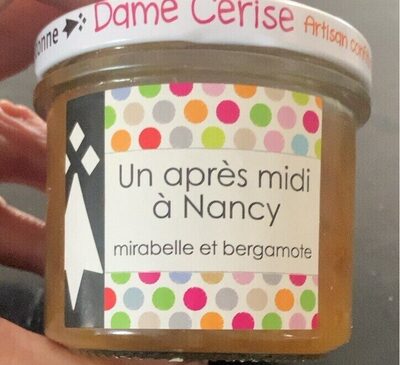 Dame Cerise Artisan
Un après midi
à Nancy
mirabelle et bergamote